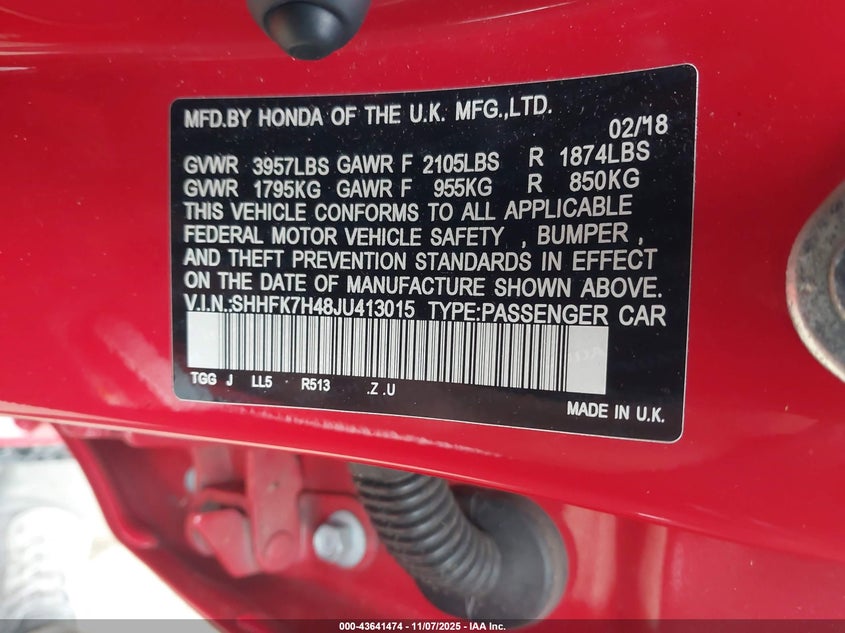 MFD.BY HONDA OF THE U.K. MFG.,LTD.
02/18
GVWR 3957LBS GAWR F 2105LBS R 1874LBS
GVWR 1795KG GAWR F 955KG R 850KG
THIS VEHICLE CONFORMS TO ALL APPLICABLE
FEDERAL MOTOR VEHICLE SAFETY , BUMPER ,
AND THEFT PREVENTION STANDARDS IN EFFECT
ON THE DATE OF MANUFACTURE SHOWN ABOVE.
V.I.N.:SHHFK7H48JU413015 TYPE:PASSENGER CAR
TGG J LL5 R513 .Z .U
MADE IN U.K.
000-43641474 — 11/07/2025 — IAA Inc.